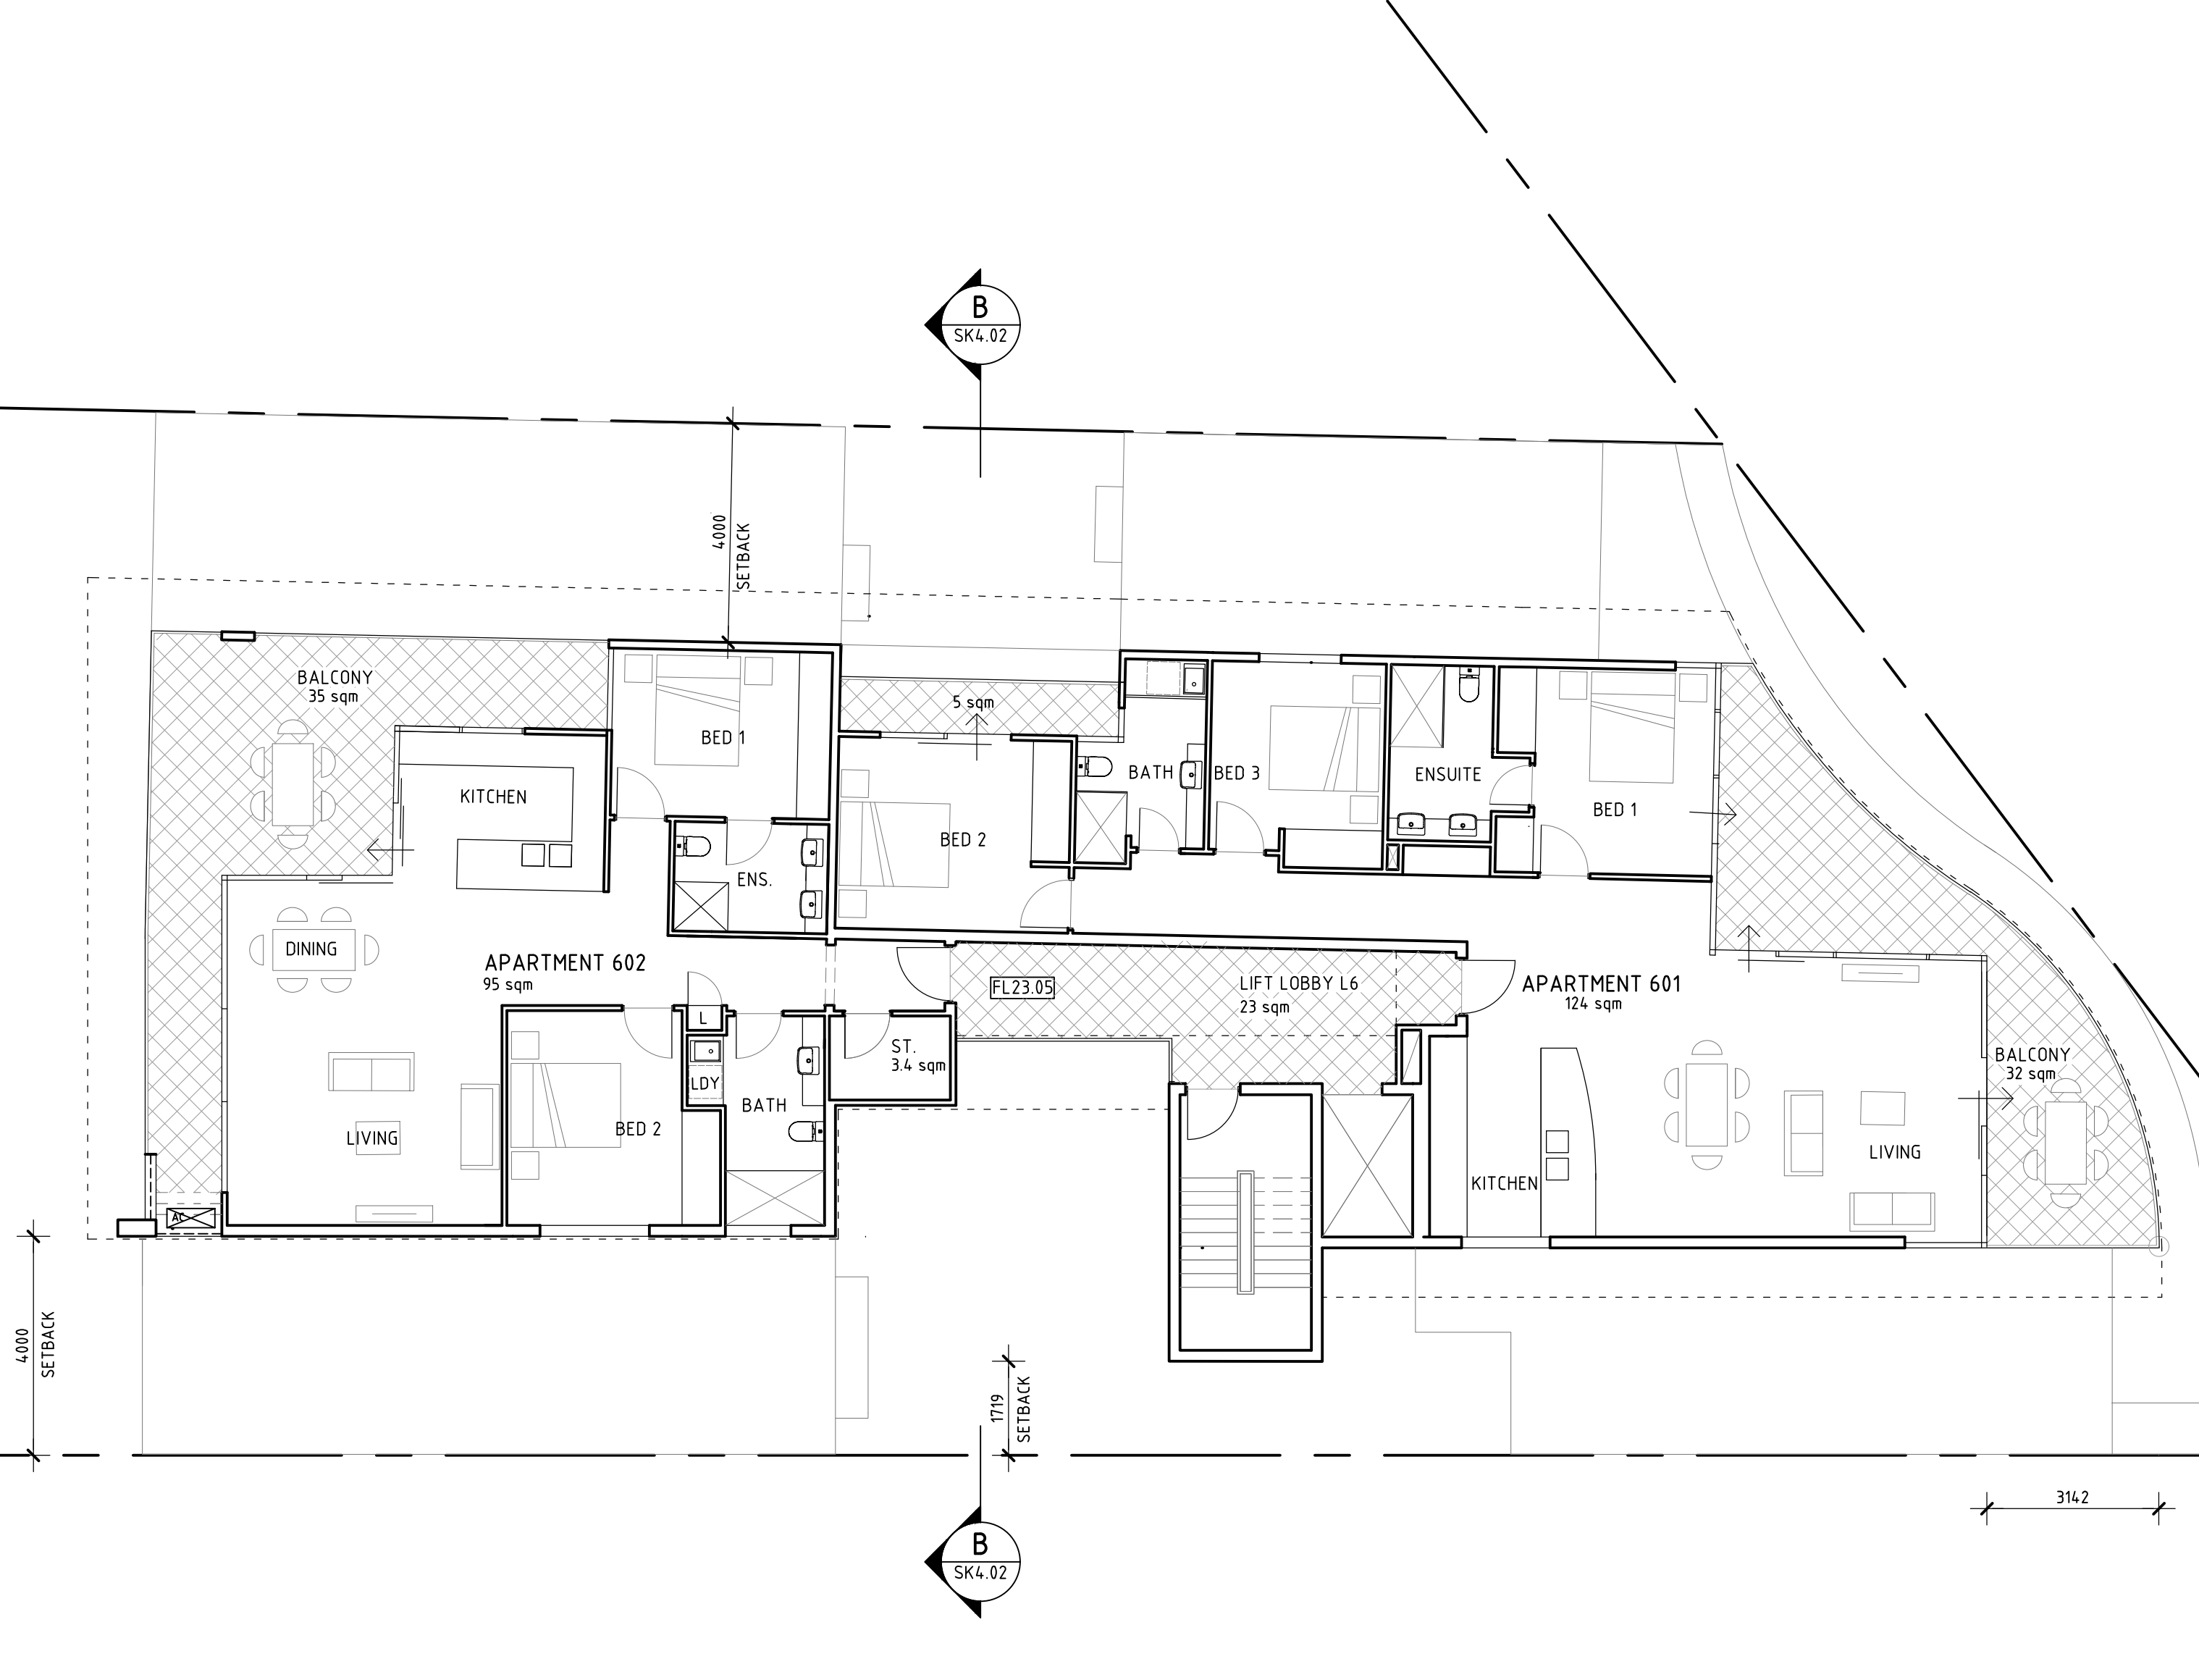 B
SK4.02
4000
SETBACK
BALCONY
35 sqm
5 sqm
BED 1
KITCHEN
BATH
BED 3
ENSUITE
BED 1
BED 2
ENS.
DINING
APARTMENT 602
95 sqm
FL23.05
LIFT LOBBY L6
23 sqm
APARTMENT 601
124 sqm
L
ST.
3.4 sqm
BALCONY
32 sqm
LDY
BATH
BED 2
LIVING
LIVING
KITCHEN
AC
4000
SETBACK
1719
SETBACK
3142
B
SK4.02